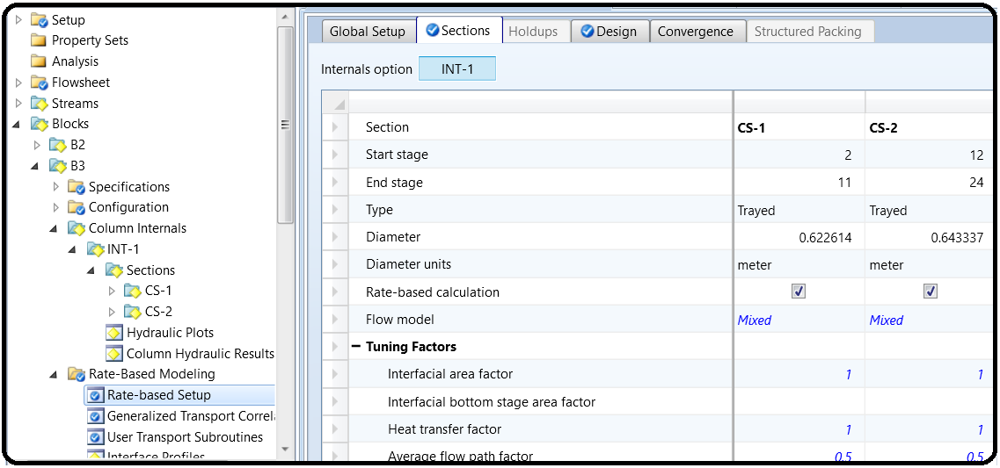 Setup
Property Sets
Analysis
Flowsheet
Streams
Blocks
B2
B3
Specifications
Configuration
Column Internals
INT-1
Sections
CS-1
CS-2
Hydraulic Plots
Column Hydraulic Results
Rate-Based Modeling
Rate-based Setup
Generalized Transport Correla
User Transport Subroutines
Interface Profiles
Global Setup Sections Holdups Design Convergence Structured Packing
Internals option INT-1
Section CS-1 CS-2
Start stage 2 12
End stage 11 24
Type Trayed Trayed
Diameter 0.622614 0.643337
Diameter units meter meter
Rate-based calculation
Flow model Mixed Mixed
Tuning Factors
Interfacial area factor 1 1
Interfacial bottom stage area factor
Heat transfer factor 1 1
Average flow path factor 0.5 0.5